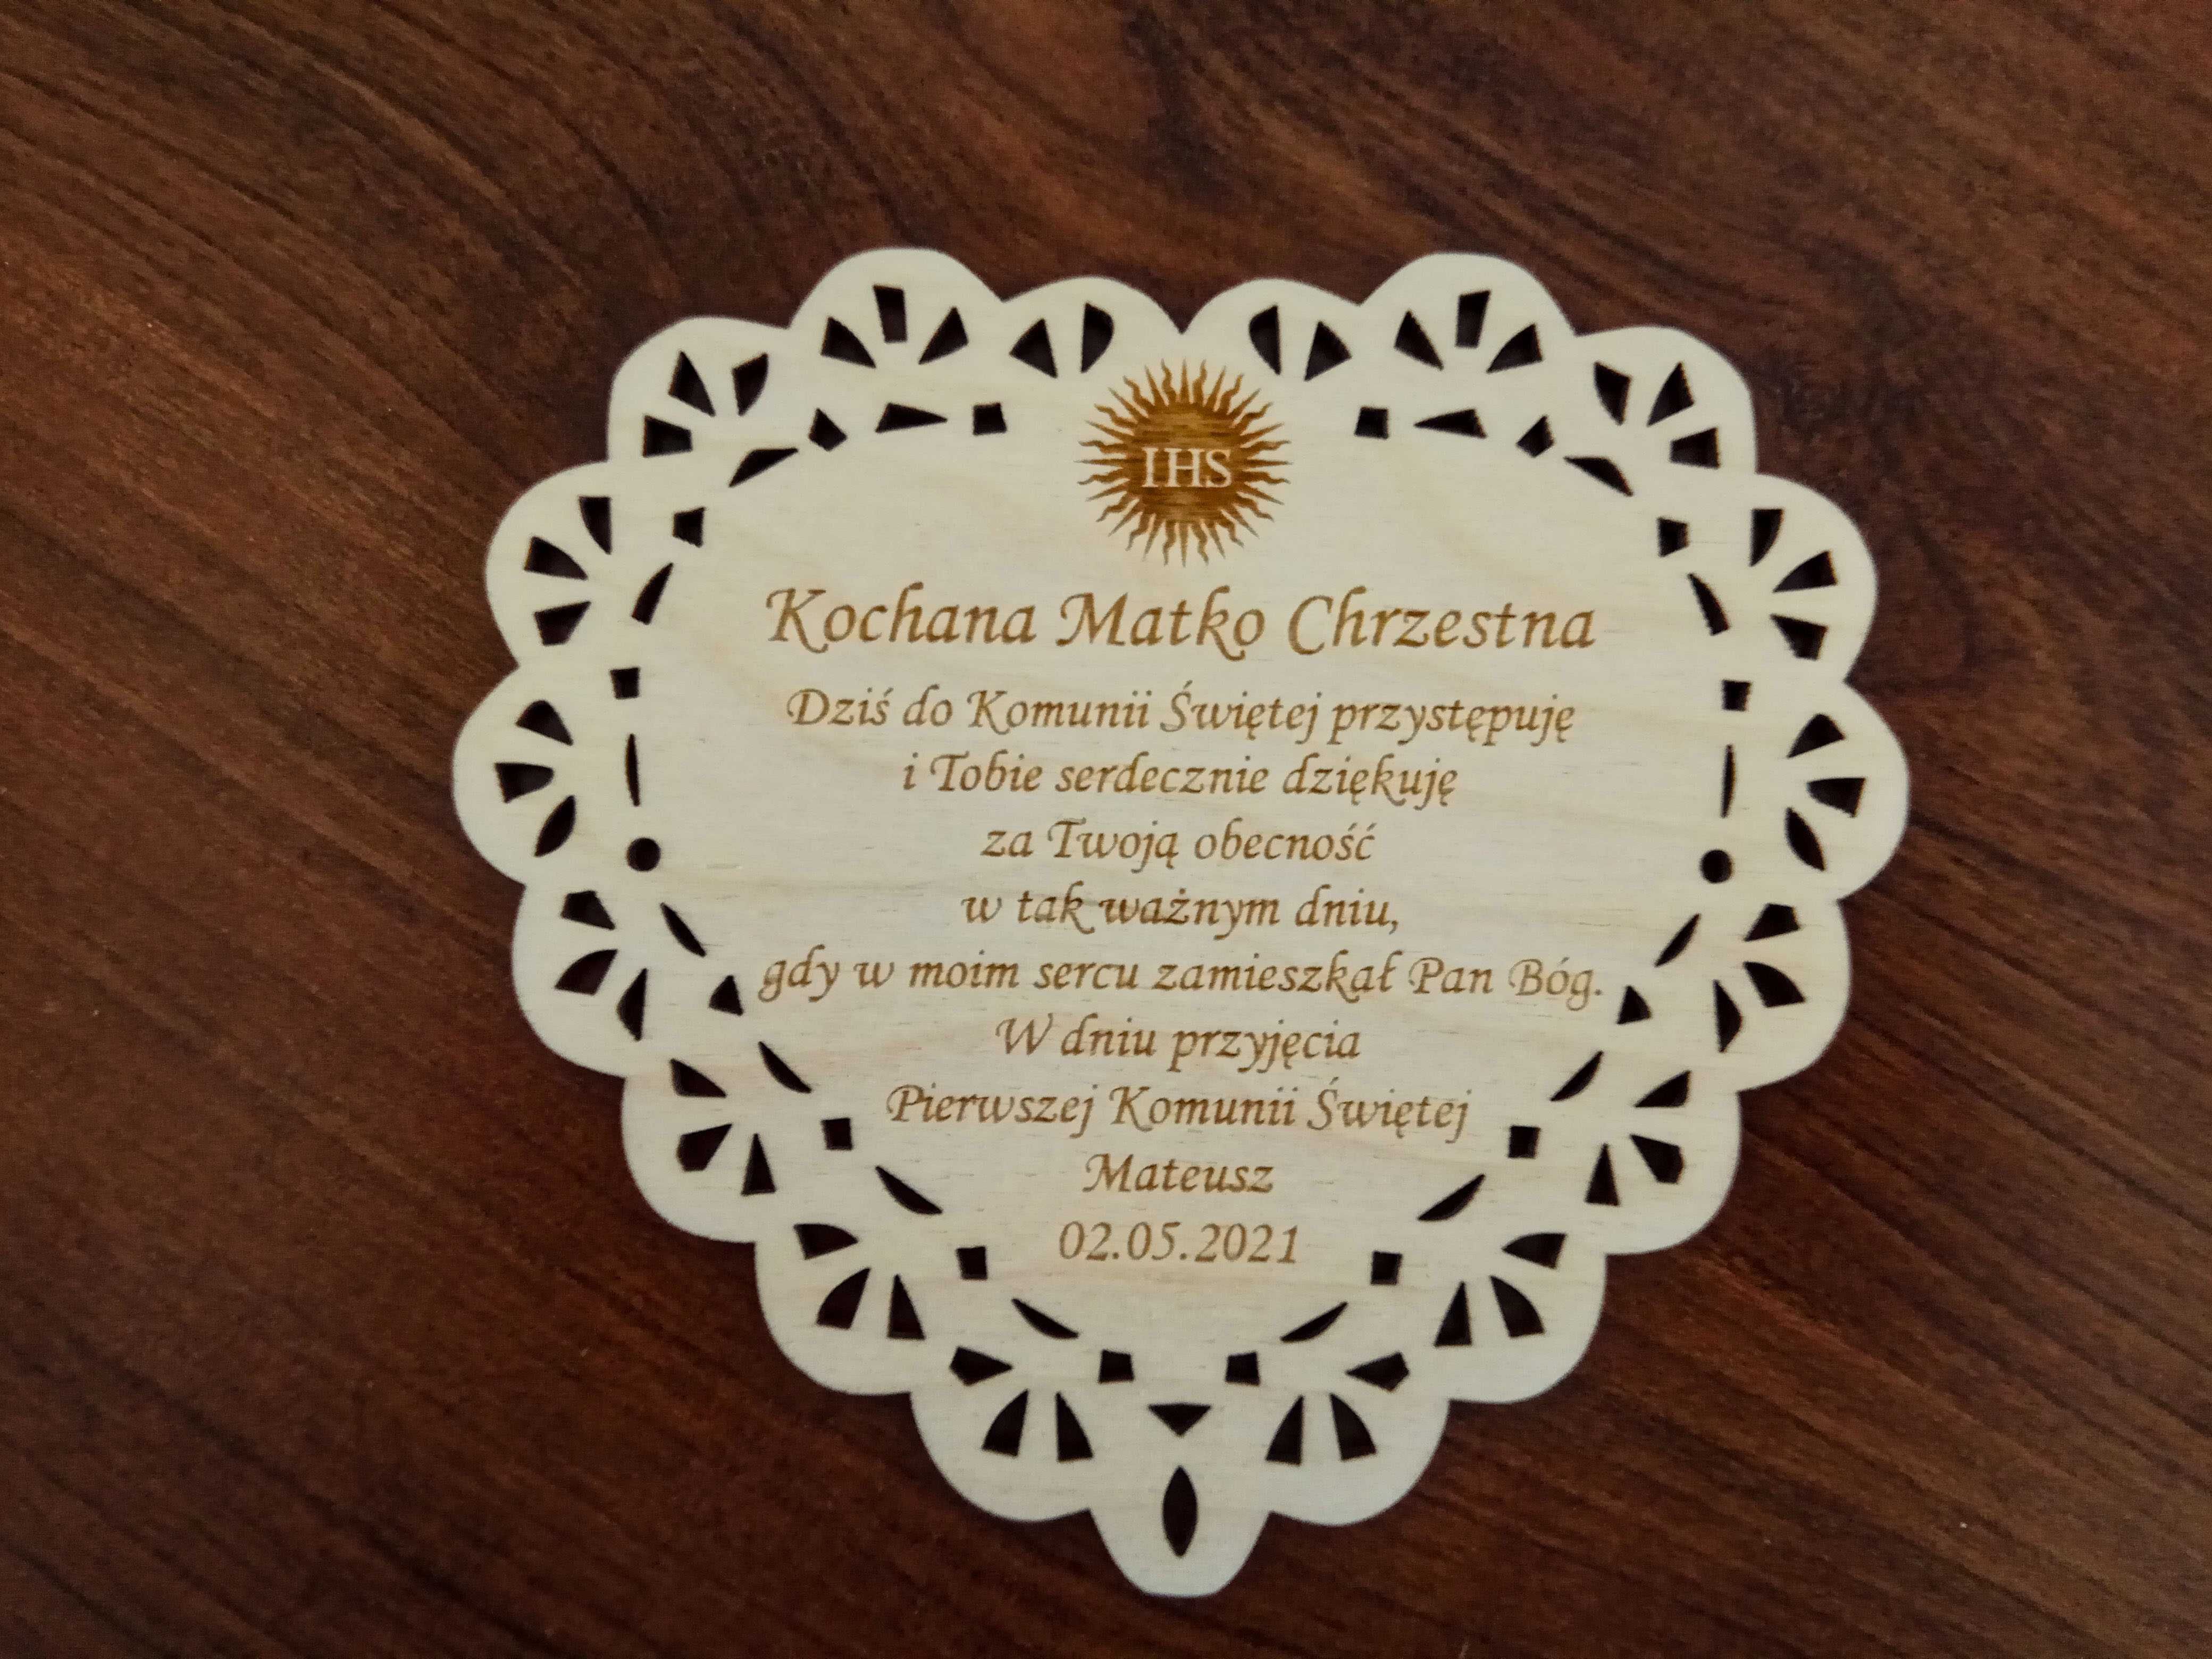 IHS
Kochana Matko Chrzestna
Dziś do Komunii Świętej przystępuję
i Tobie serdecznie dziękuję
za Twoją obecność
w tak ważnym dniu,
gdy w moim sercu zamieszkał Pan Bóg.
W dniu przyjęcia
Pierwszej Komunii Świętej
Mateusz
02.05.2021